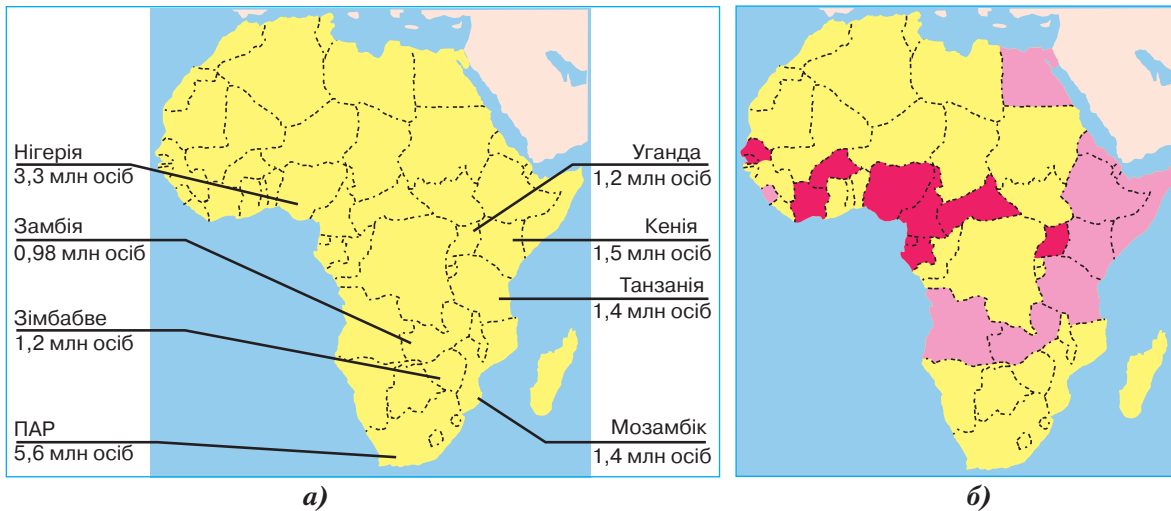 Нігерія
3,3 млн осіб
Замбія
0,98 млн осіб
Зімбабве
1,2 млн осіб
ПАР
5,6 млн осіб
Уганда
1,2 млн осіб
Кенія
1,5 млн осіб
Танзанія
1,4 млн осіб
Мозамбік
1,4 млн осіб
а)
б)